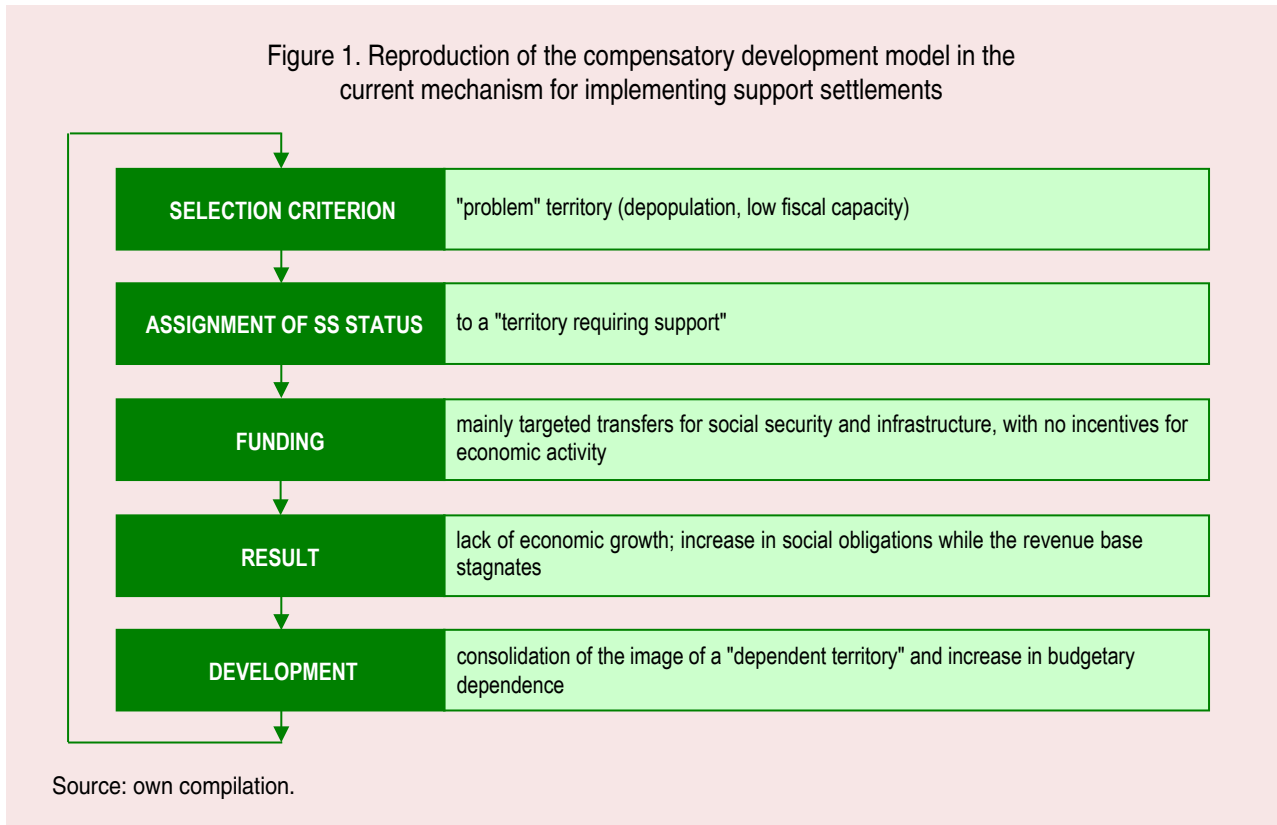 Figure 1. Reproduction of the compensatory development model in the
current mechanism for implementing support settlements
SELECTION CRITERION
"problem" territory (depopulation, low fiscal capacity)
ASSIGNMENT OF SS STATUS
to a "territory requiring support"
FUNDING
mainly targeted transfers for social security and infrastructure, with no incentives for
economic activity
RESULT
lack of economic growth; increase in social obligations while the revenue base
stagnates
DEVELOPMENT
consolidation of the image of a "dependent territory" and increase in budgetary
dependence
Source: own compilation.